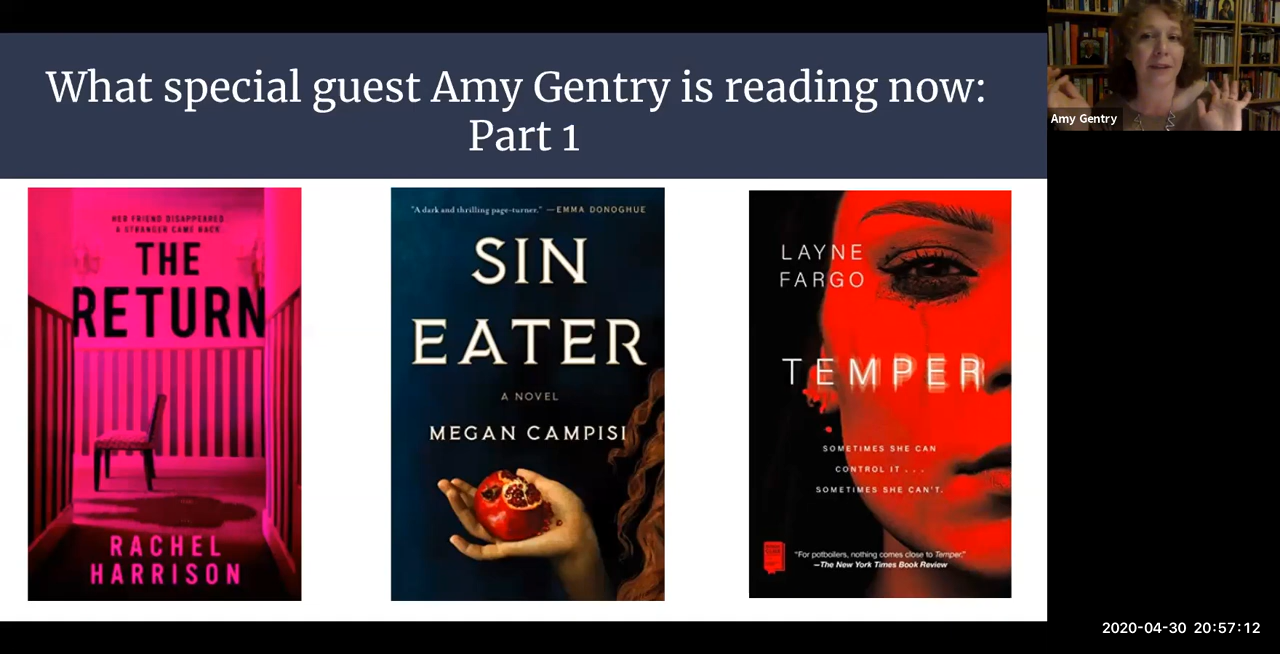 What special guest Amy Gentry is reading now:
Part 1
Amy Gentry
HER FRIEND DISAPPEARED
A STRANGER CAME BACK
THE
RETURN
RACHEL
HARRISON
"A dark and thrilling page-turner." —EMMA DONOGHUE
SIN
EATER
A NOVEL
MEGAN CAMPISI
LAYNE
FARGO
TEMPER
SOMETIMES SHE CAN
CONTROL IT . . .
SOMETIMES SHE CAN'T.
"For potboilers, nothing comes close to Temper."
—The New York Times Book Review
2020-04-30 20:57:12